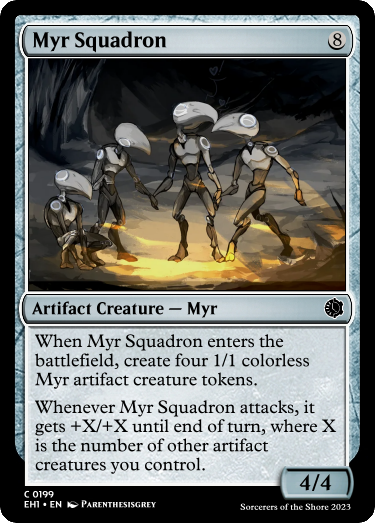 Myr Squadron 8
Artifact Creature — Myr
When Myr Squadron enters the
battlefield, create four 1/1 colorless
Myr artifact creature tokens.
Whenever Myr Squadron attacks, it
gets +X/+X until end of turn, where X
is the number of other artifact
creatures you control.
4/4
C 0199
EH1 • EN Parenthesisgrey
Sorcerers of the Shore 2023